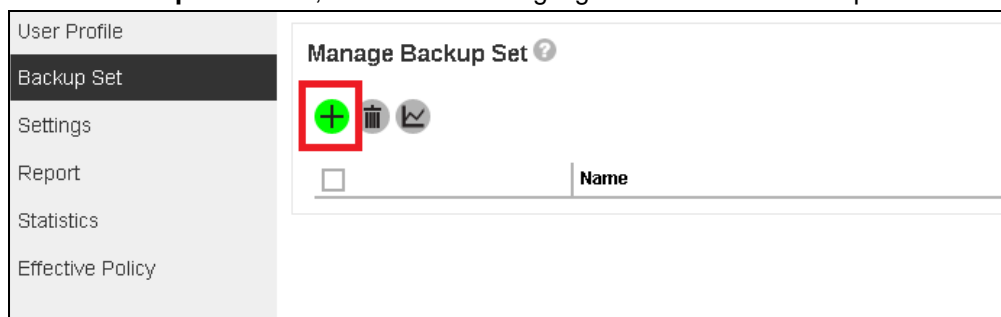 User Profile
Backup Set
Settings
Report
Statistics
Effective Policy
Manage Backup Set
Name